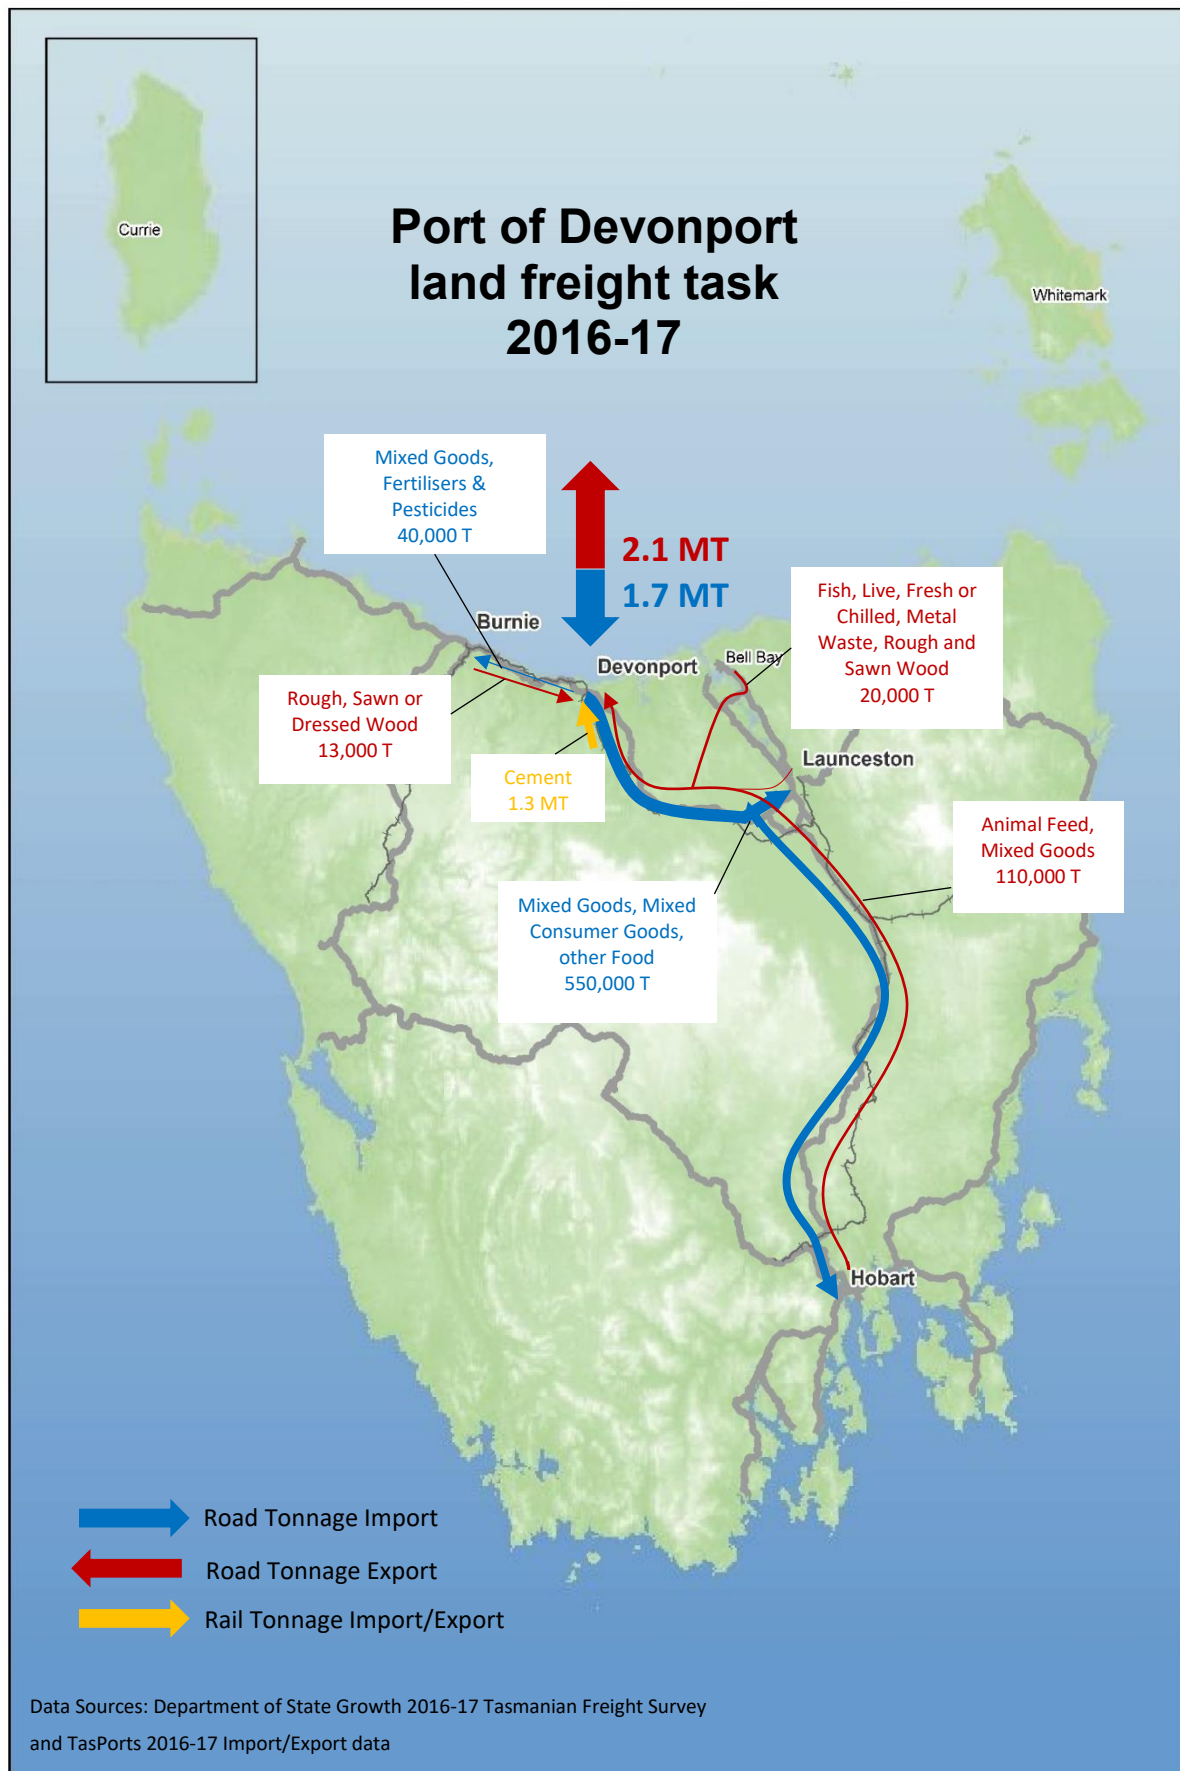 Currie
Port of Devonport
land freight task
2016-17
Whitemark
Mixed Goods,
Fertilisers &
Pesticides
40,000 T
2.1 MT
1.7 MT
Fish, Live, Fresh or
Chilled, Metal
Waste, Rough and
Sawn Wood
20,000 T
Burnie
Devonport
Bell Bay
Rough, Sawn or
Dressed Wood
13,000 T
Cement
1.3 MT
Launceston
Animal Feed,
Mixed Goods
110,000 T
Mixed Goods, Mixed
Consumer Goods,
other Food
550,000 T
Hobart
Road Tonnage Import
Road Tonnage Export
Rail Tonnage Import/Export
Data Sources: Department of State Growth 2016-17 Tasmanian Freight Survey
and TasPorts 2016-17 Import/Export data